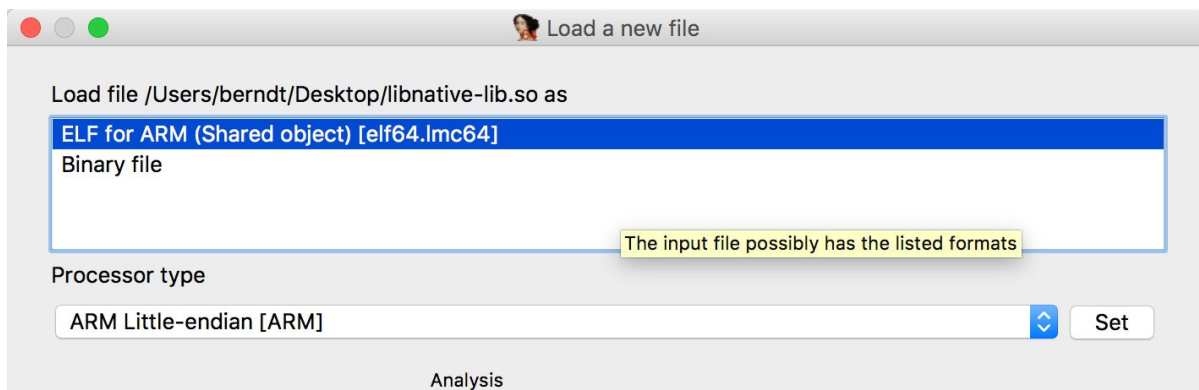 Load a new file
Load file /Users/berndt/Desktop/libnative-lib.so as
ELF for ARM (Shared object) [elf64.lmc64]
Binary file
The input file possibly has the listed formats
Processor type
ARM Little-endian [ARM]
Set
Analysis